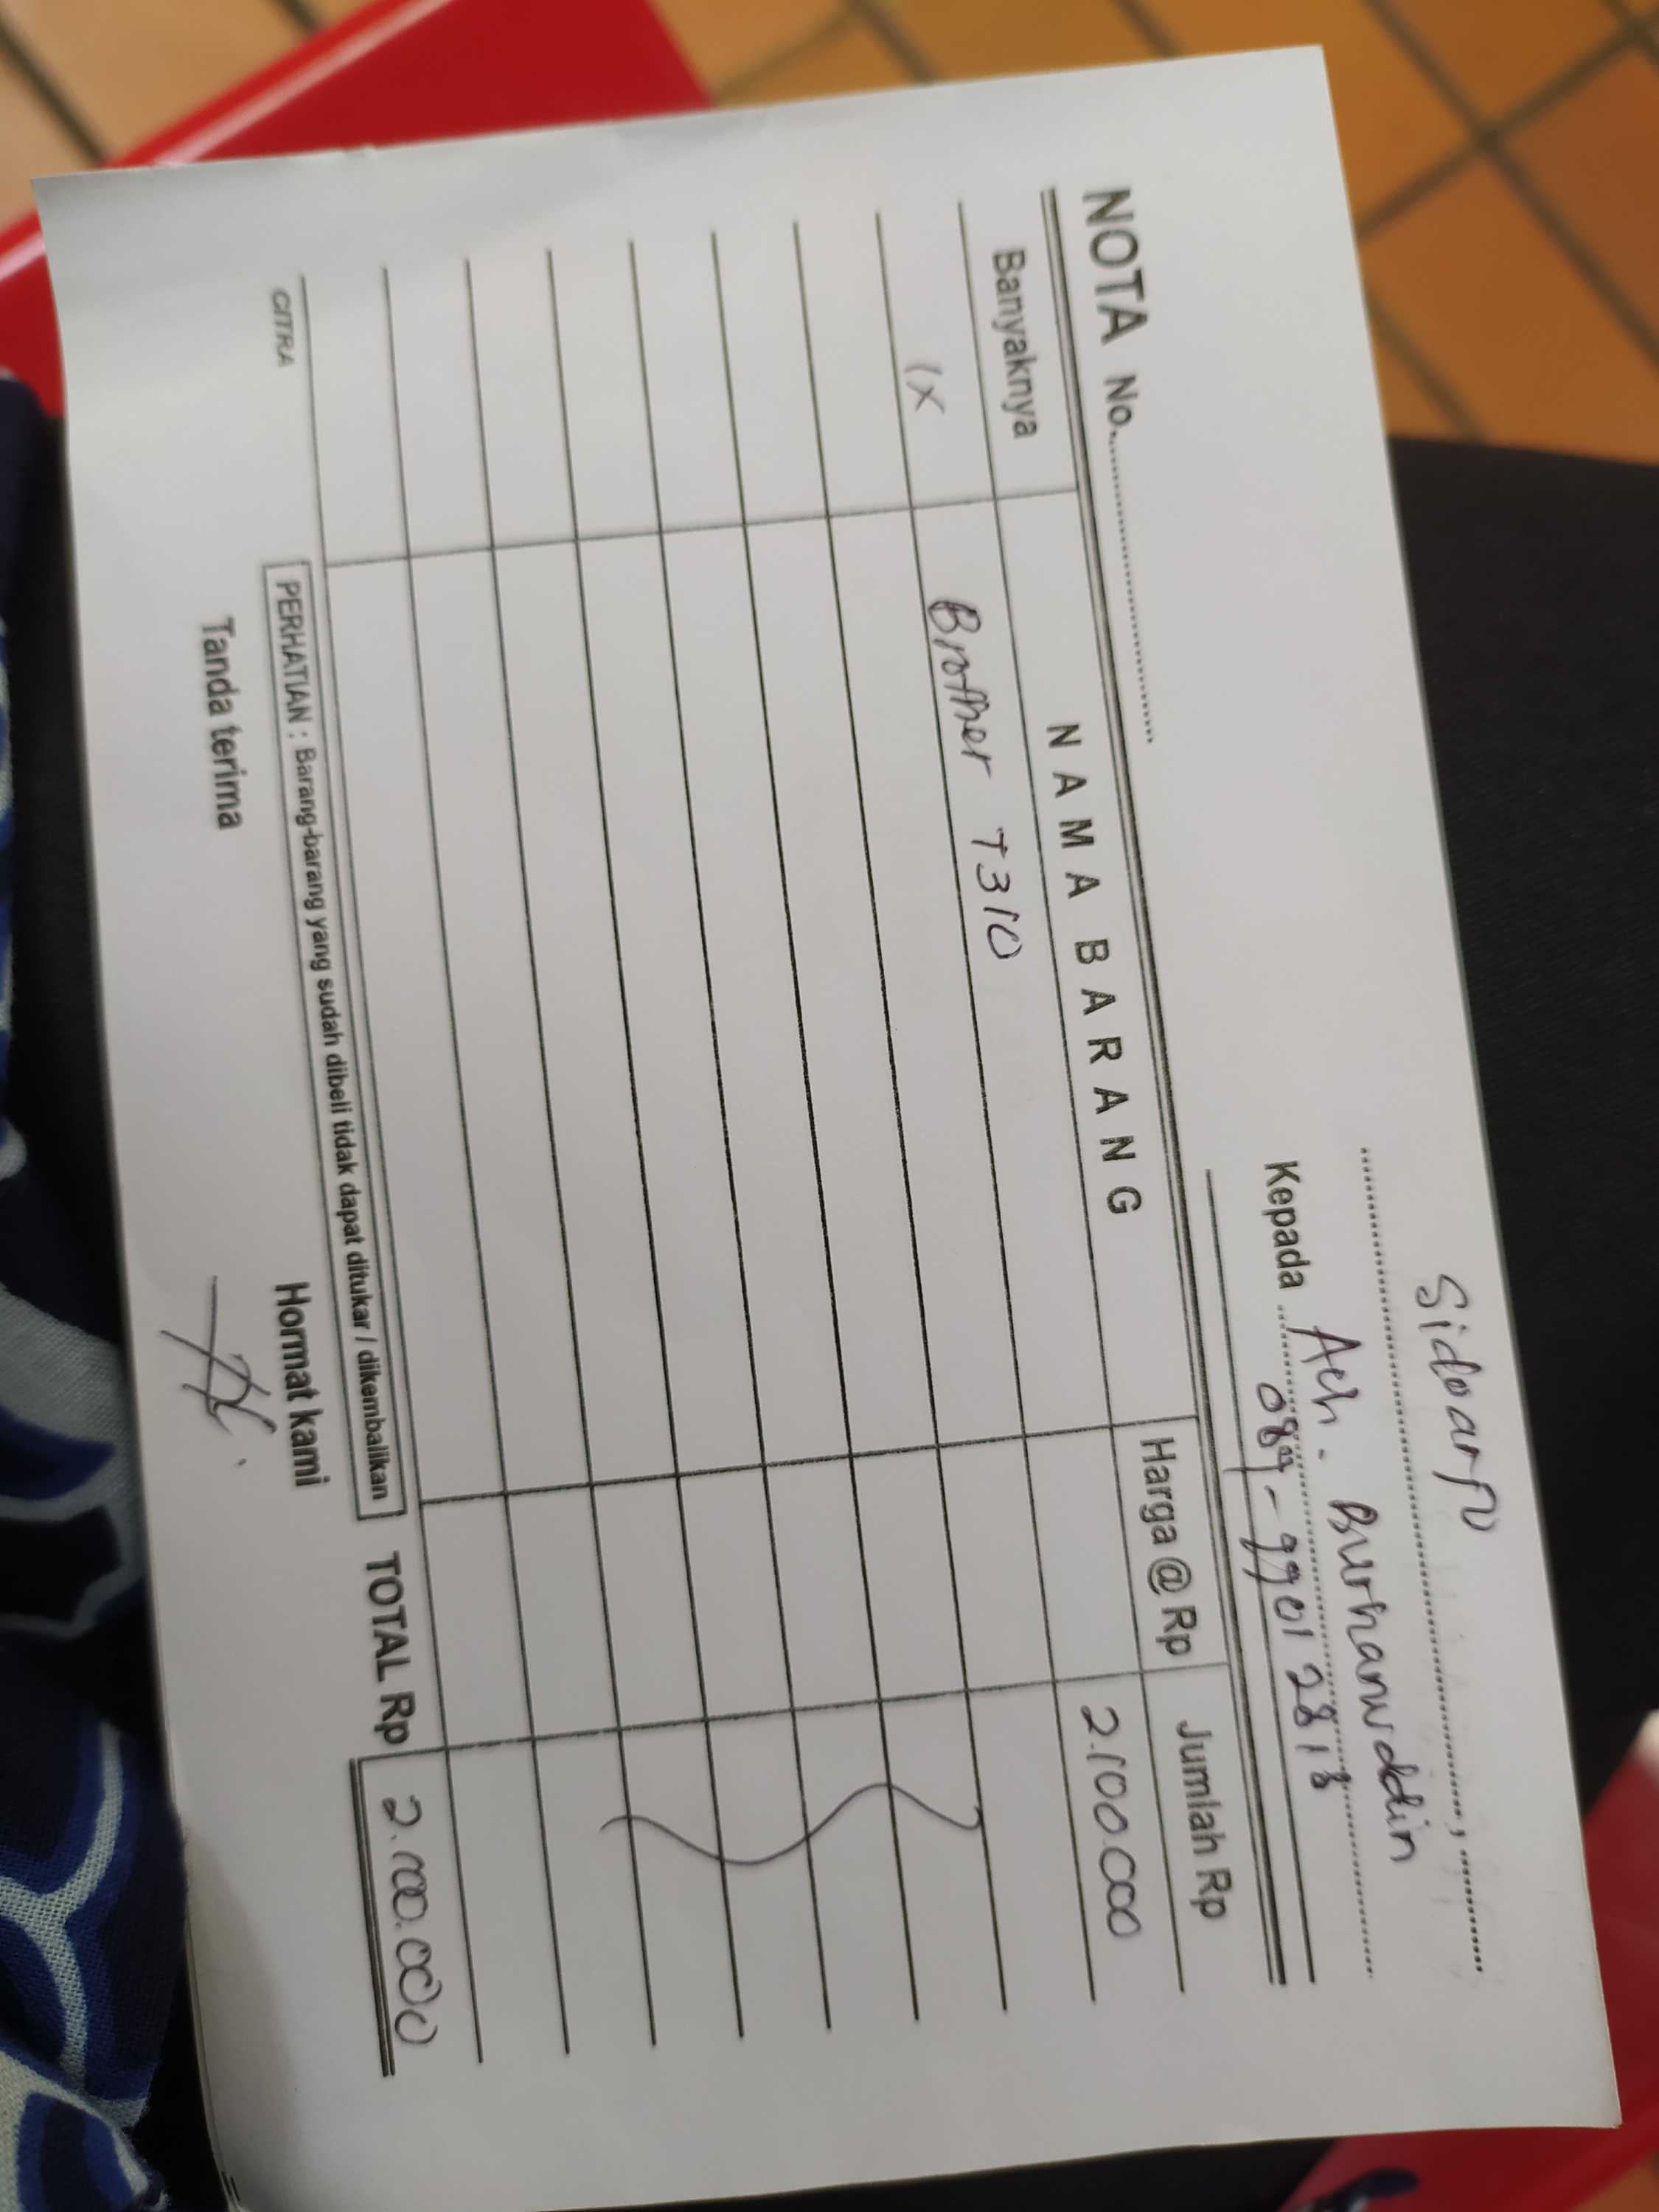 Sidoarjo
....................................., ..........
Kepada ... Ach. Burhanuddin
089-99012818
NOTA No. ..............................
Banyaknya NAMA BARANG Harga @ Rp Jumlah Rp
1x Brother T310 2.100.000
PERHATIAN : Barang-barang yang sudah dibeli tidak dapat ditukar / dikembalikan TOTAL Rp 2.100.000
CITRA
Tanda terima Hormat kami